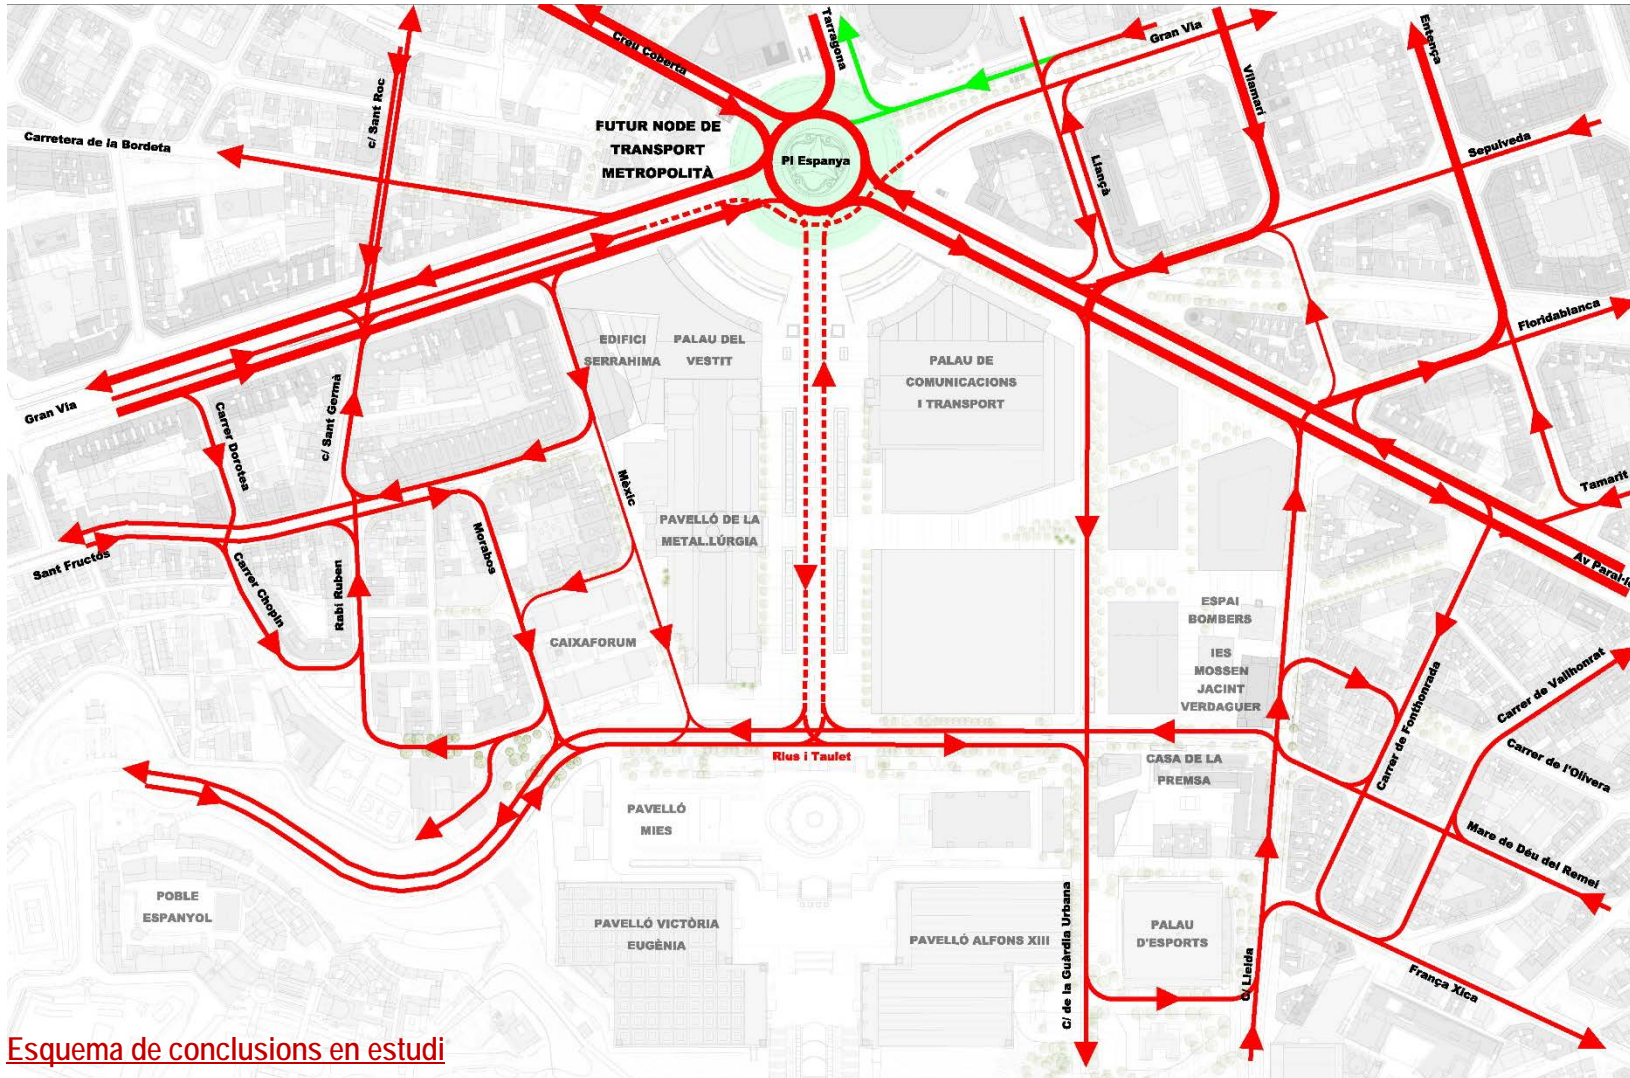 Creu Coberta
Tarragona
Gran Via
Entença
Vilamarí
c/ Sant Roc
Carretera de la Bordeta
FUTUR NODE DE
TRANSPORT
METROPOLITÀ
Pl Espanya
Llançà
Sepulveda
EDIFICI
SERRAHIMA
PALAU DEL
VESTIT
PALAU DE
COMUNICACIONS
I TRANSPORT
Floridablanca
Gran Via
c/ Sant Germà
Carrer Dorotea
Mèxic
Tamarit
PAVELLÓ DE LA
METAL.LÚRGIA
Sant Fructós
Morabos
Av Paral·le
Carrer Chopin
Rabí Ruben
CAIXAFORUM
ESPAI
BOMBERS
IES
MOSSEN
JACINT
VERDAGUER
Carrer de Fonthonrada
Carrer de Vallhonrat
Carrer de l'Olivera
Rius i Taulet
CASA DE LA
PREMSA
PAVELLÓ
MIES
Mare de Déu del Remei
POBLE
ESPANYOL
PAVELLÓ VICTÒRIA
EUGÈNIA
PAVELLÓ ALFONS XIII
C/ de la Guàrdia Urbana
PALAU
D'ESPORTS
C/ Lleida
França Xica
Esquema de conclusions en estudi